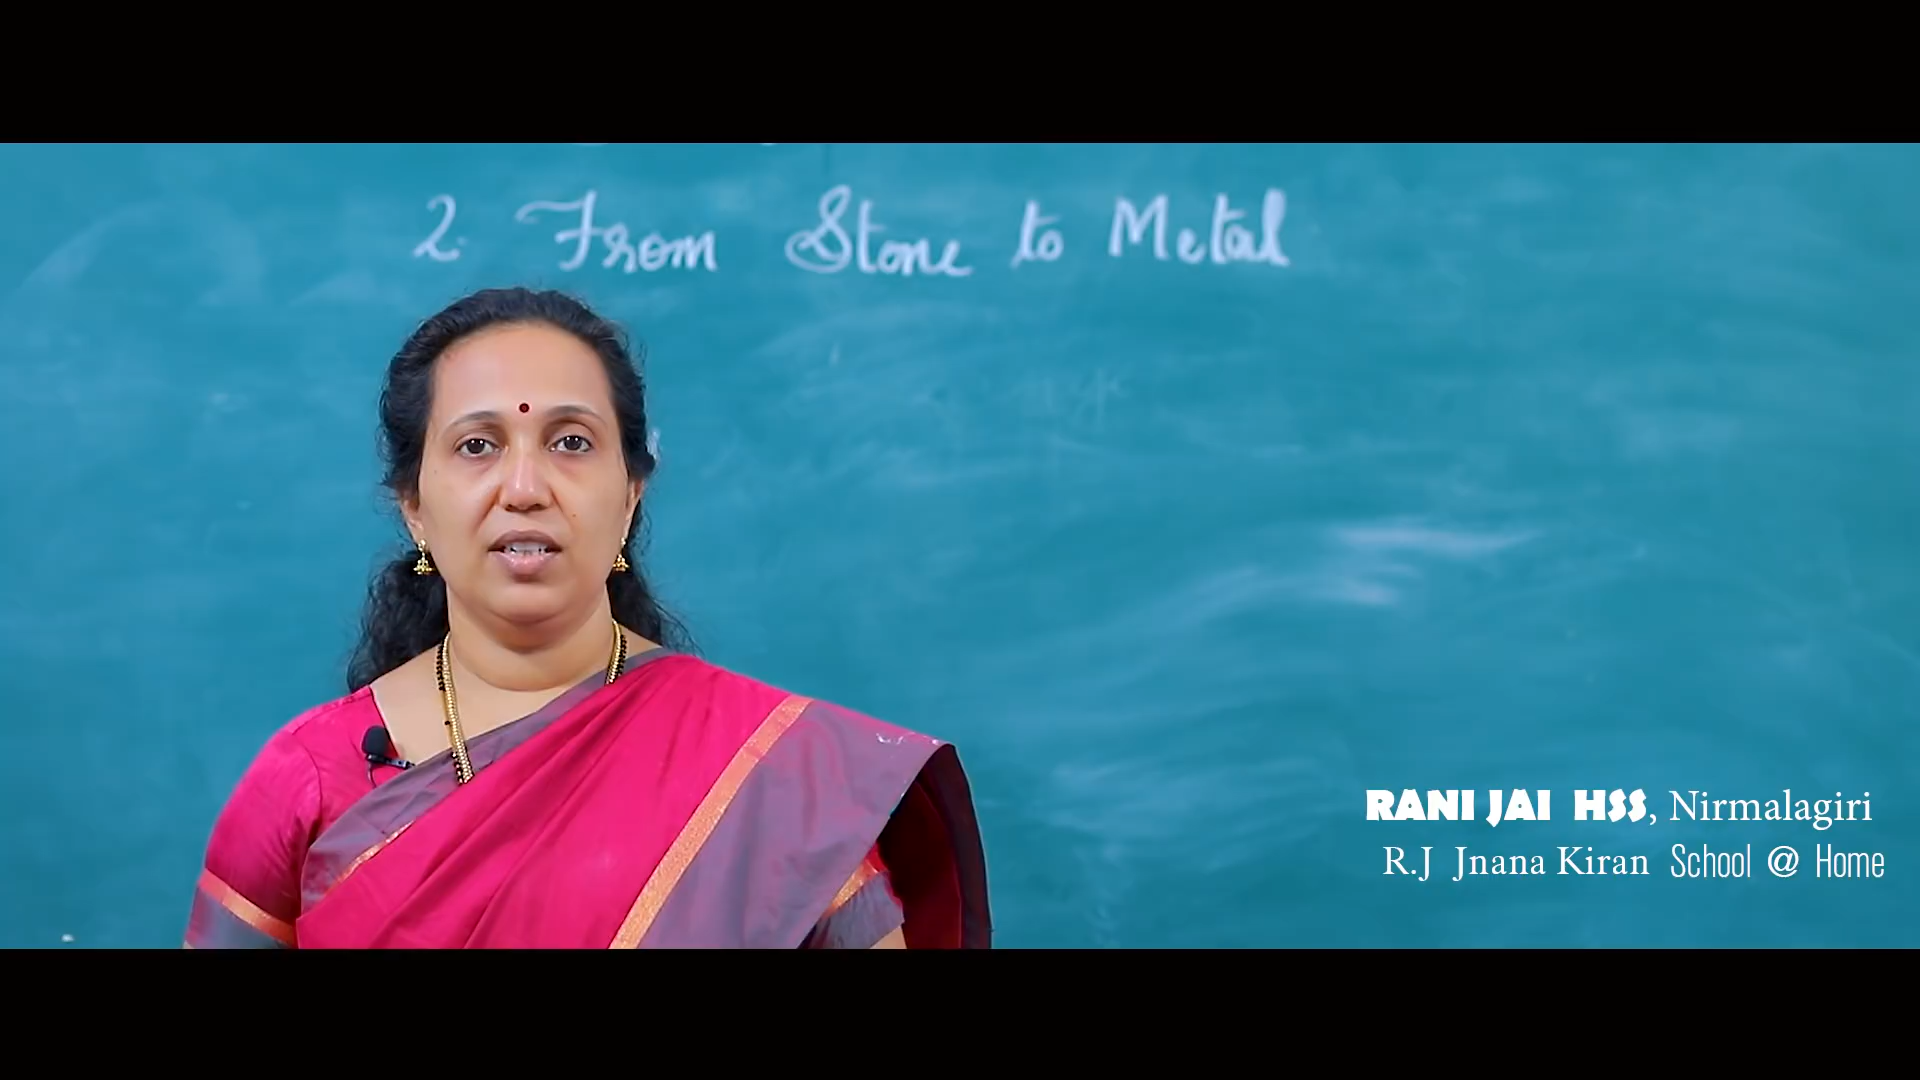 2. From Stone to Metal
RANI JAI HSS, Nirmalagiri
R.J Jnana Kiran School @ Home